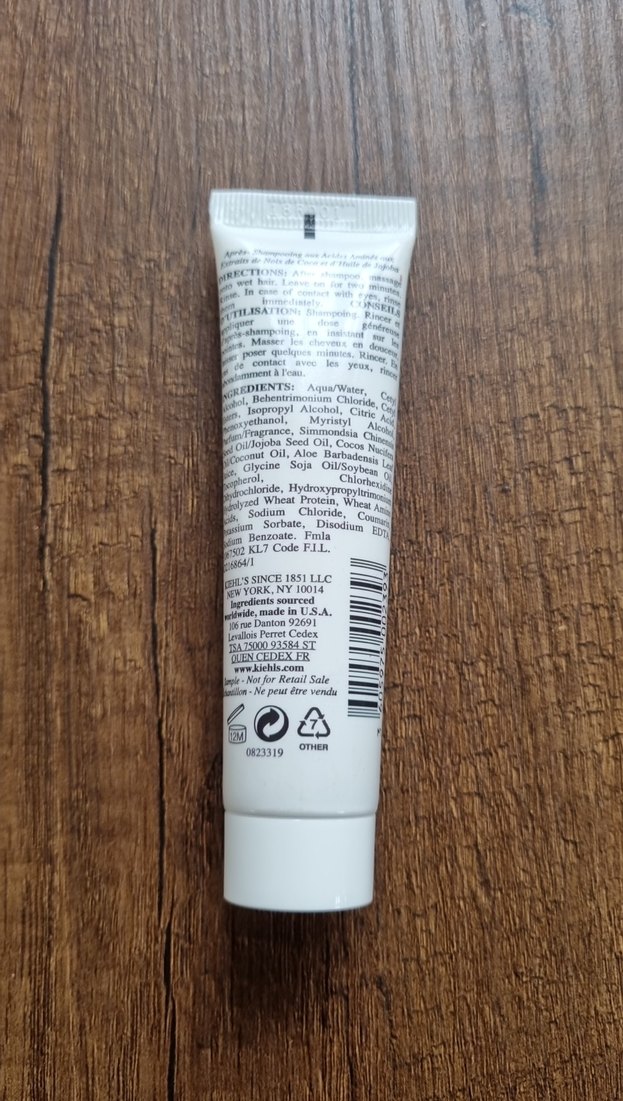 Après-Shampooing aux Acides Aminés aux
Extraits de Noix de Coco et d'Huile de Jojoba
DIRECTIONS: After shampoo, massage
onto wet hair. Leave on for two minutes.
Rinse. In case of contact with eyes, rinse
them immediately. CONSEILS
D'UTILISATION: Shampooing. Rincer et
appliquer une dose généreuse
d'après-shampoing, en insistant sur les
pointes. Masser les cheveux en douceur,
laisser poser quelques minutes. Rincer. En
cas de contact avec les yeux, rincer
abondamment à l'eau.
INGREDIENTS: Aqua/Water, Cetyl
Alcohol, Behentrimonium Chloride, Cetyl
Esters, Isopropyl Alcohol, Citric Acid,
Phenoxyethanol, Myristyl Alcohol,
Parfum/Fragrance, Simmondsia Chinensis
Seed Oil/Jojoba Seed Oil, Cocos Nucifera
Oil/Coconut Oil, Aloe Barbadensis Leaf
Juice, Glycine Soja Oil/Soybean Oil,
Tocopherol, Chlorhexidine
Dihydrochloride, Hydroxypropyltrimonium
Hydrolyzed Wheat Protein, Wheat Amino
Acids, Sodium Chloride, Coumarin,
Potassium Sorbate, Disodium EDTA,
Sodium Benzoate. Fmla
KL7 Code F.I.L.
KIEHL'S SINCE 1851 LLC
NEW YORK, NY 10014
Ingredients sourced
worldwide, made in U.S.A.
106 rue Danton 92691
Levallois Perret Cedex
TSA 75000 93584 ST
OUEN CEDEX FR
www.kiehls.com
Sample - Not for Retail Sale
Échantillon - Ne peut être vendu
12M
7
OTHER
0823319